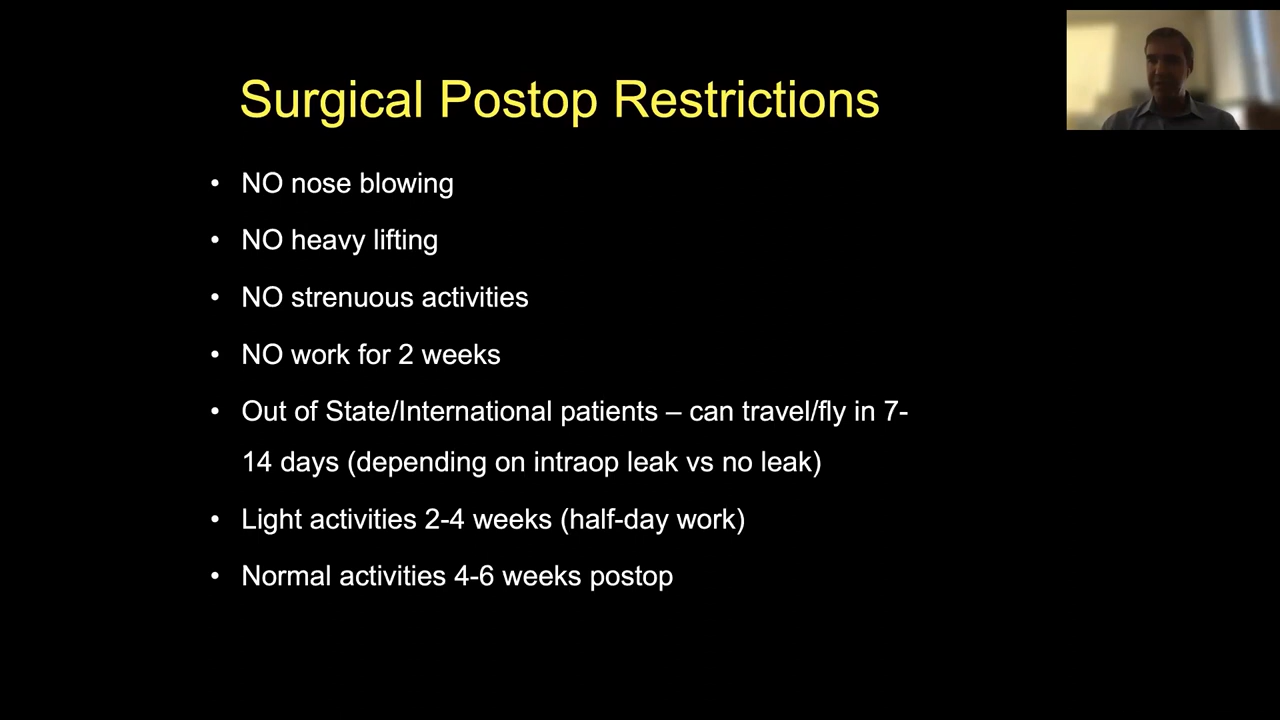 Surgical Postop Restrictions
• NO nose blowing
• NO heavy lifting
• NO strenuous activities
• NO work for 2 weeks
• Out of State/International patients – can travel/fly in 7-
14 days (depending on intraop leak vs no leak)
• Light activities 2-4 weeks (half-day work)
• Normal activities 4-6 weeks postop